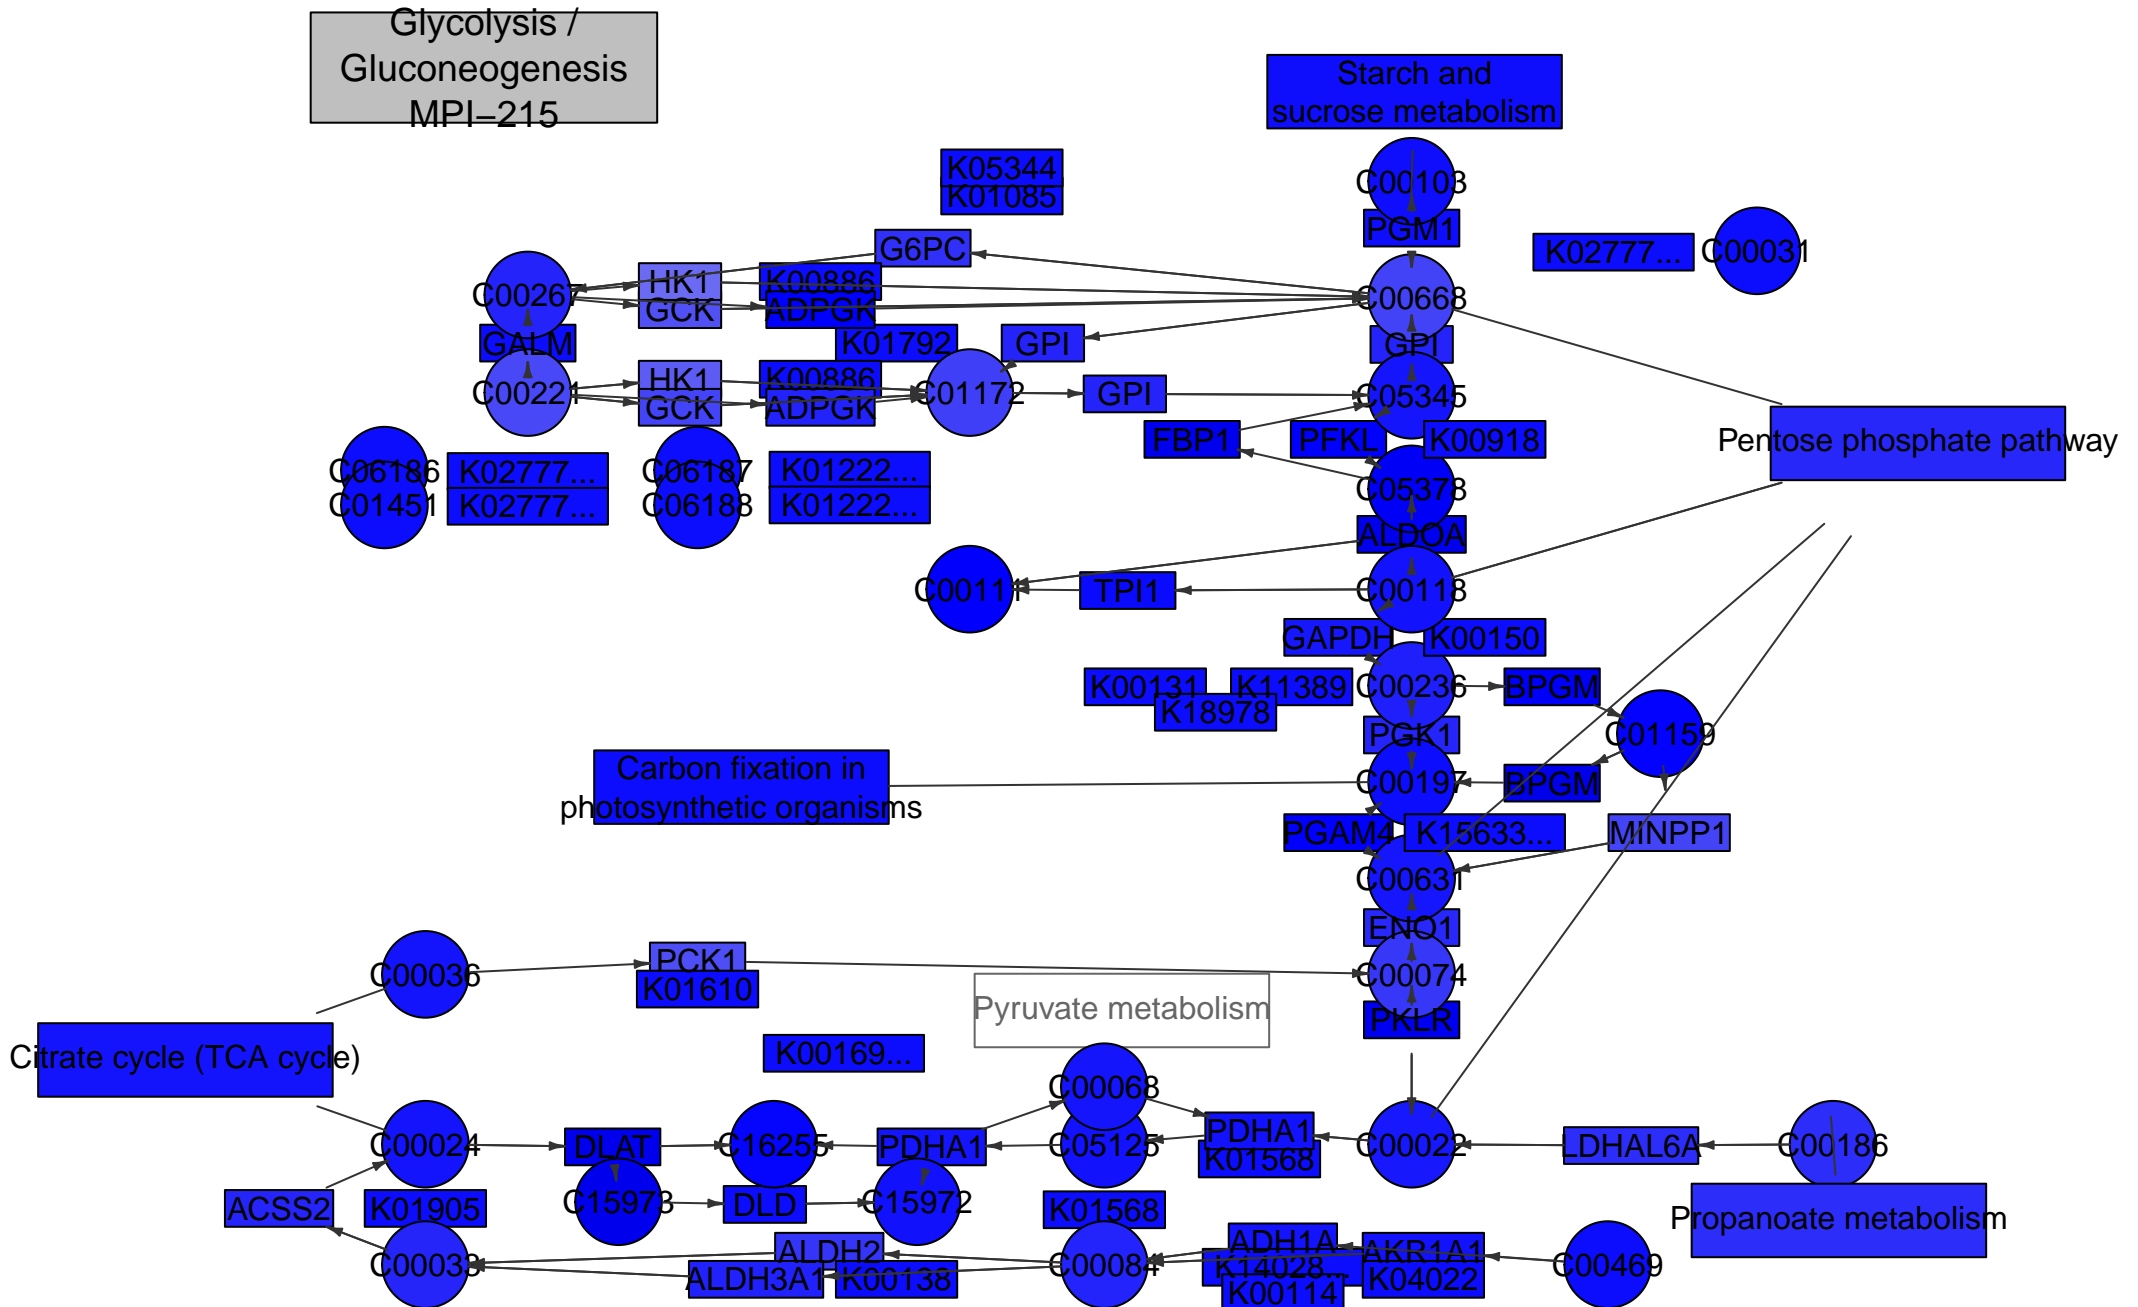 Glycolysis /
Gluconeogenesis
MPI–215
Starch and
sucrose metabolism
K05344
K01085
C00103
PGM1
G6PC
K02777...
C00031
C00267
HK1
K00886
GCK
ADPGK
C00668
GALM
K01792
GPI
GPI
C00221
HK1
K00886
GCK
ADPGK
C01172
GPI
C05345
FBP1
PFKL
K00918
Pentose phosphate pathway
C06186
K02777...
C06187
K01222...
C05378
C01451
K02777...
C06188
K01222...
ALDOA
C00111
TPI1
C00118
GAPDH
K00150
K00131
K11389
C00236
BPGM
K18978
PGK1
C01159
Carbon fixation in
photosynthetic organisms
C00197
BPGM
PGAM4
K15633...
MINPP1
C00631
ENO1
C00036
PCK1
K01610
C00074
Pyruvate metabolism
PKLR
Citrate cycle (TCA cycle)
K00169...
C00068
C00024
DLAT
C16255
PDHA1
C05125
PDHA1
K01568
C00022
LDHAL6A
C00186
ACSS2
K01905
C15973
DLD
C15972
K01568
Propanoate metabolism
C00033
ALDH2
ALDH3A1
K00138
C00084
ADH1A
K14028...
K00114
AKR1A1
K04022
C00469